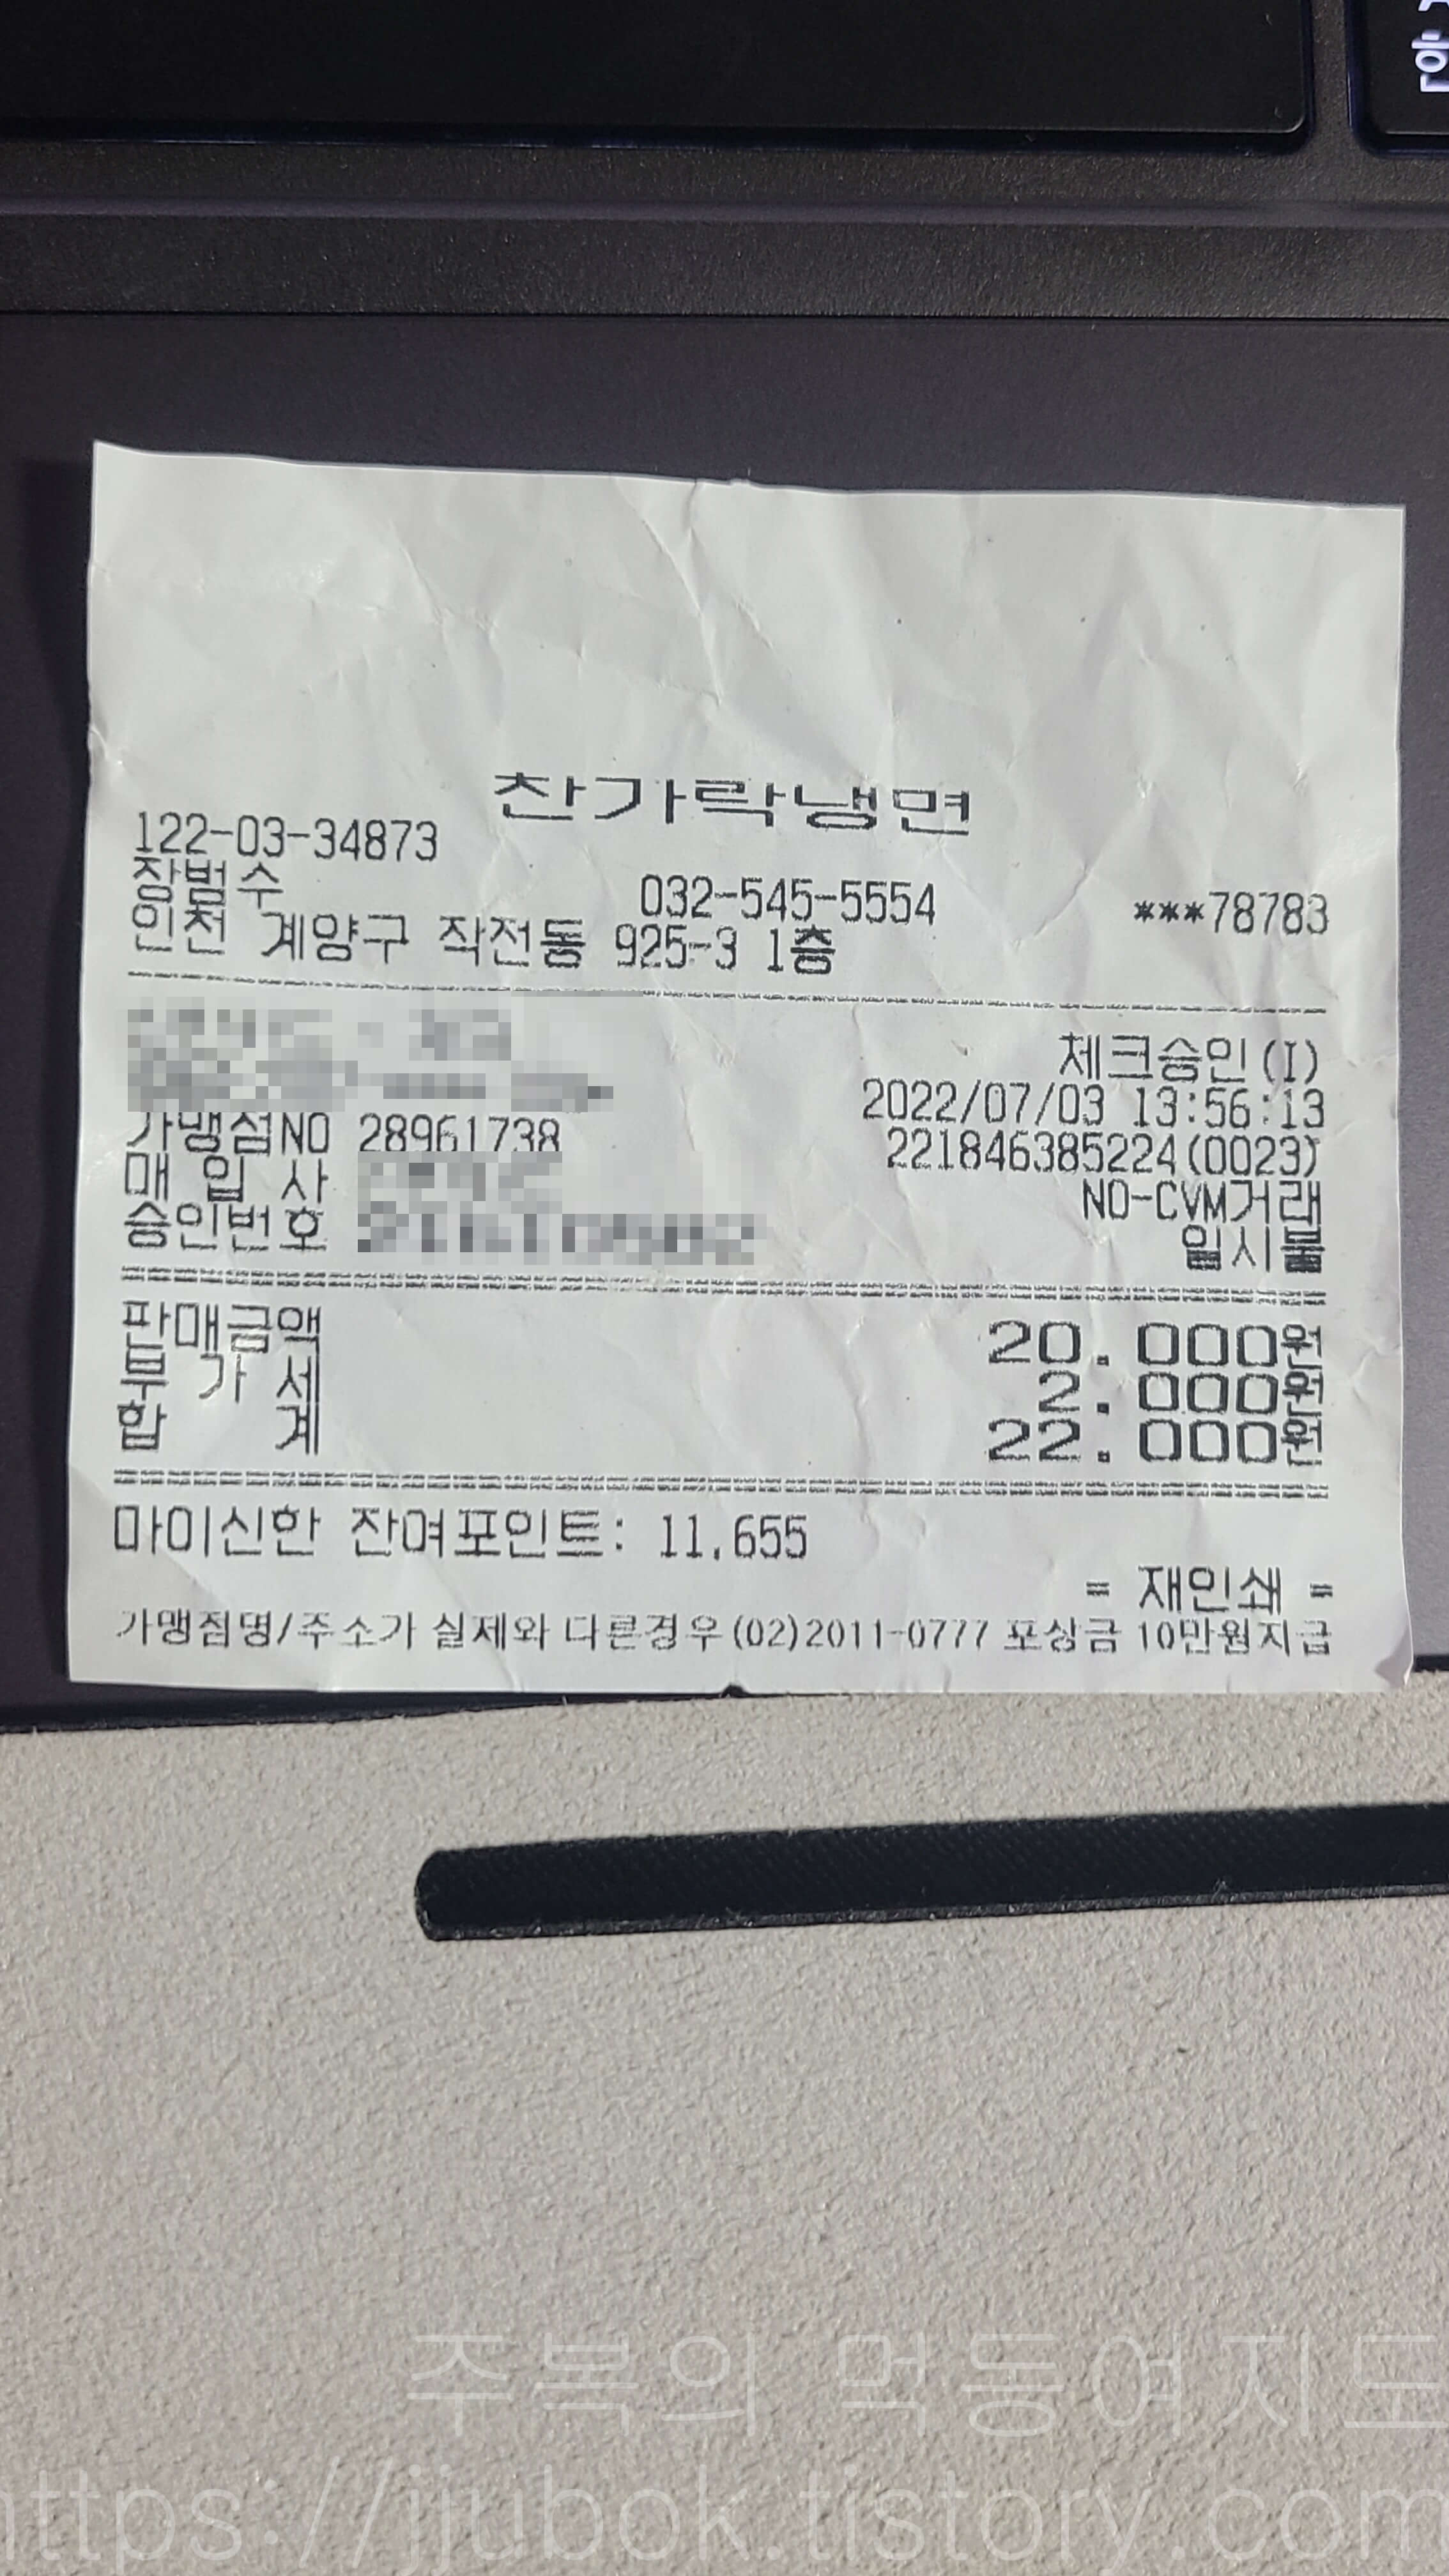 찬가락냉면
122-03-34873
장범수 032-545-5554 ***78783
인천 계양구 작전동 925-3 1층
체크승인(I)
2022/07/03 13:56:13
가맹점NO 28961738 221846385224(0023)
매 입 사 NO-CVM거래
승인번호 일시불
판매금액 20.000원
부 가 세 2.000원
합 계 22.000원
마이신한 잔여포인트: 11,655
= 재인쇄 =
가맹점명/주소가 실제와 다른경우(02)2011-0777 포상금 10만원지급
주복의 먹동여지도
https://jjubok.tistory.com